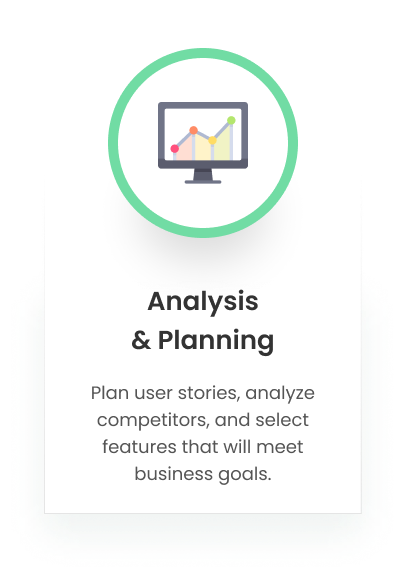 Analysis
& Planning
Plan user stories, analyze
competitors, and select
features that will meet
business goals.